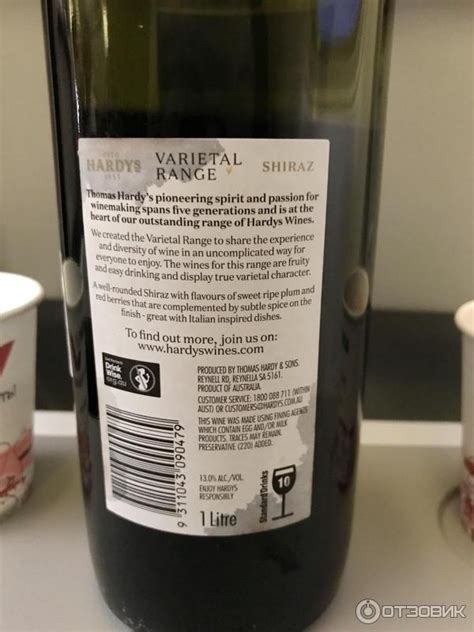 HARDYS
VARIETAL
RANGE
SHIRAZ
Thomas Hardy's pioneering spirit and passion for
winemaking spans five generations and is at the
heart of our outstanding range of Hardys Wines.
We created the Varietal Range to share the experience
and diversity of wine in an uncomplicated way for
everyone to enjoy. The wines for this range are fruity
and easy drinking and display true varietal character.
A well-rounded Shiraz with flavours of sweet ripe plum and
red berries that are complemented by subtle spice on the
finish - great with Italian inspired dishes.
To find out more, join us on:
www.hardyswines.com
Drink
Wise.
org.au
PRODUCED BY THOMAS HARDY & SONS.
REYNELL RD, REYNELLA SA 5161.
PRODUCT OF AUSTRALIA.
CUSTOMER SERVICE: 1800 088 711 (WITHIN
AUST) OR CUSTOMERS@HARDYS.COM.AU
THIS WINE WAS MADE USING FINING AGENTS
WHICH CONTAIN EGG AND/OR MILK
PRODUCTS. TRACES MAY REMAIN.
PRESERVATIVE (220) ADDED.
9 311043 090479
13.0% ALC./VOL.
ENJOY HARDYS
RESPONSIBLY
1 Litre
Standard Drinks
10
ОТЗОВИК